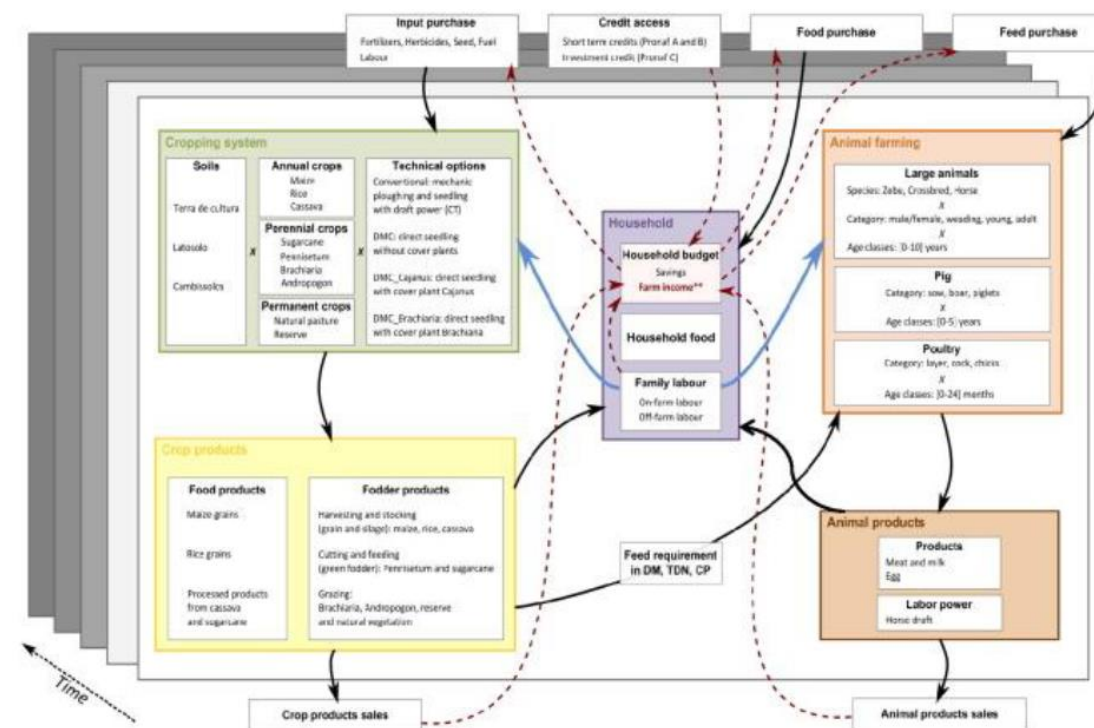 Input purchase
Fertilizers, Herbicides, Seed, Fuel
Labour
Credit access
Short term credits (Pronaf A and B)
Investment credit (Pronaf C)
Food purchase
Feed purchase
Cropping system
Soils
Terra de cultura
Latosolo
Cambissolos
x
Annual crops
Maize
Rice
Cassava
Perennial crops
Sugarcane
Pennisetum
Brachiaria
Andropogon
Permanent crops
Natural pasture
Reserve
x
Technical options
Conventional: mechanic
ploughing and seedling
with draft power (CT)
DMC: direct seedling
without cover plants
DMC_Cajanus: direct seedling
with cover plant Cajanus
DMC_Brachiaria: direct seedling
with cover plant Brachiaria
Household
Household budget
Savings
Farm income**
Household food
Family labour
On-farm labour
Off-farm labour
Animal farming
Large animals
Species: Zebu, Crossbred, Horse
X
Category: male/female, weading, young, adult
X
Age classes: [0-10] years
Pig
Category: sow, boar, piglets
X
Age classes: [0-5] years
Poultry
Category: layer, cock, chicks
X
Age classes: [0-24] months
Crop products
Food products
Maize grains
Rice grains
Processed products
from cassava
and sugarcane
Fodder products
Harvesting and stocking
(grain and silage): maize, rice, cassava
Cutting and feeding
(green fodder): Pennisetum and sugarcane
Grazing:
Brachiaria, Andropogon, reserve
and natural vegetation
Feed requirement
in DM, TDN, CP
Animal products
Products
Meat and milk
Egg
Labor power
Horse draft
Time
Crop products sales
Animal products sales